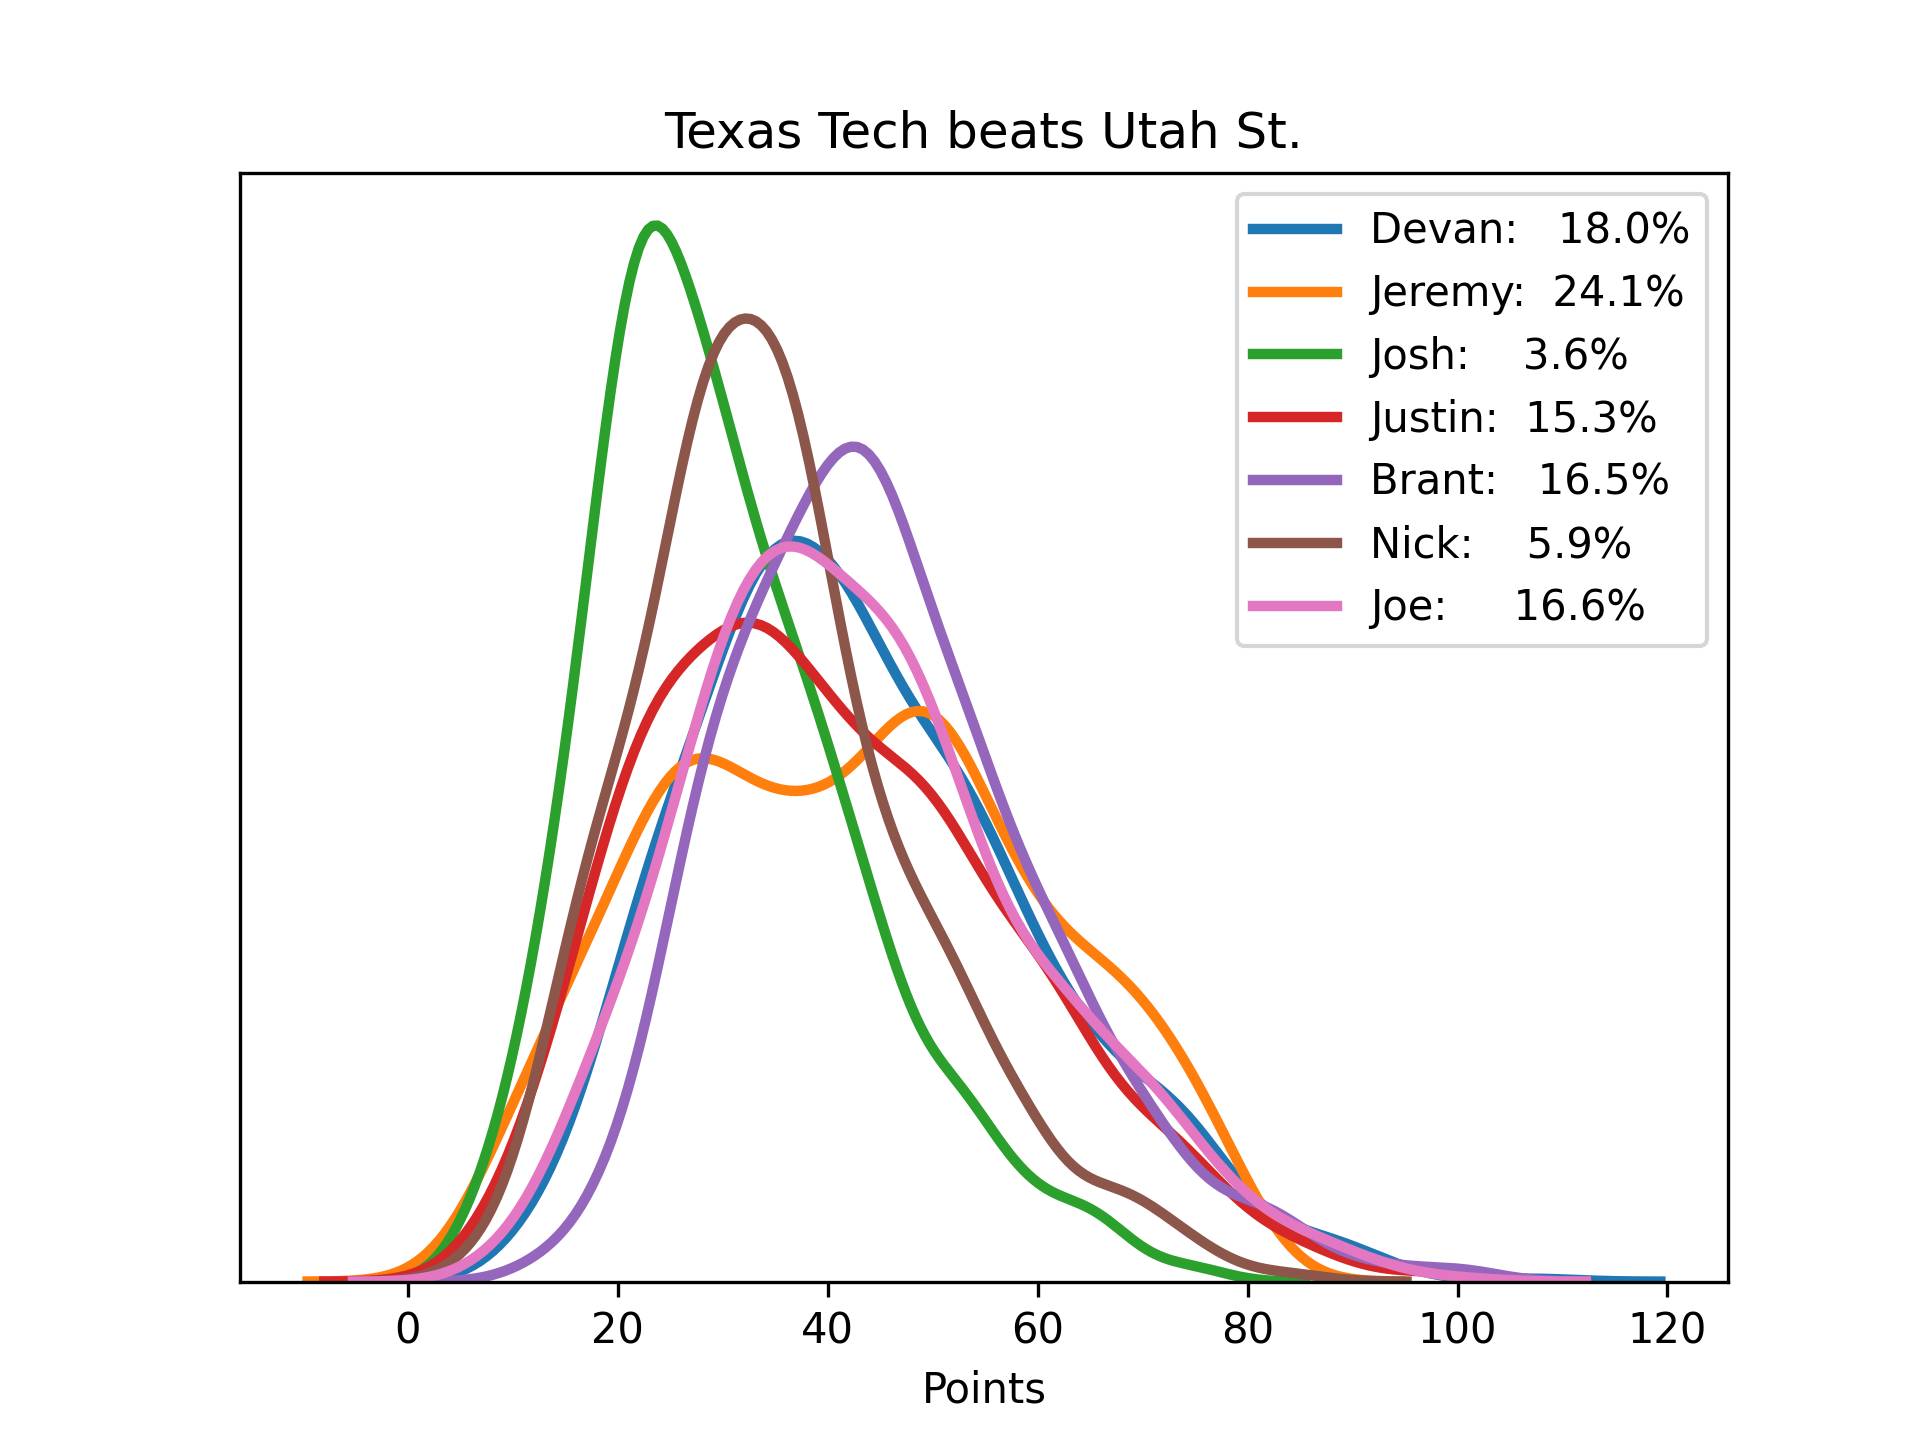 Texas Tech beats Utah St.
Devan: 18.0%
Jeremy: 24.1%
Josh: 3.6%
Justin: 15.3%
Brant: 16.5%
Nick: 5.9%
Joe: 16.6%
0 20 40 60 80 100 120
Points